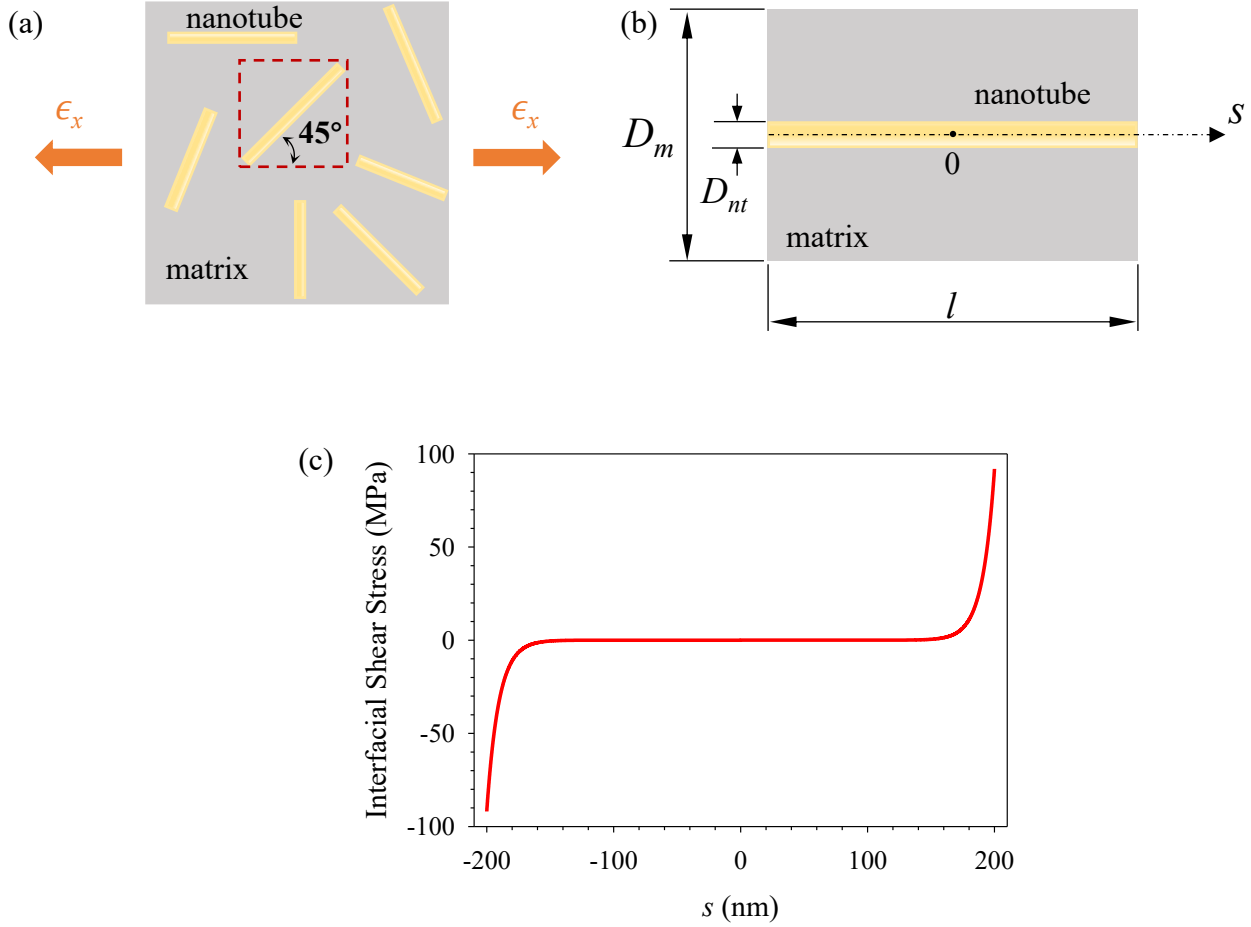 (a)
nanotube
ϵx
45°
ϵx
matrix
(b)
nanotube
s
Dm
0
Dnt
matrix
l
(c)
Interfacial Shear Stress (MPa)
100
50
0
-50
-100
-200 -100 0 100 200
s (nm)